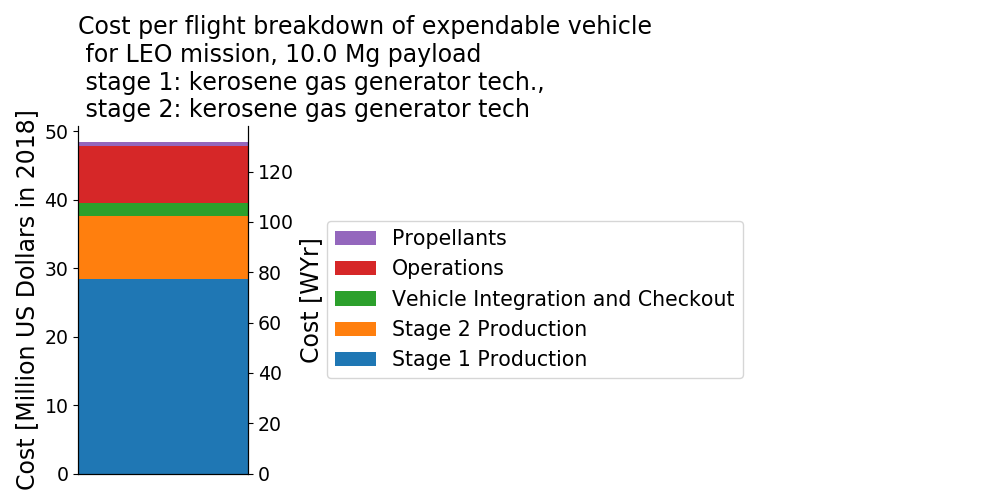 Cost per flight breakdown of expendable vehicle
for LEO mission, 10.0 Mg payload
stage 1: kerosene gas generator tech.,
stage 2: kerosene gas generator tech
Cost [Million US Dollars in 2018]
50
40
30
20
10
0
120
100
80
60
40
20
0
Cost [WYr]
Propellants
Operations
Vehicle Integration and Checkout
Stage 2 Production
Stage 1 Production